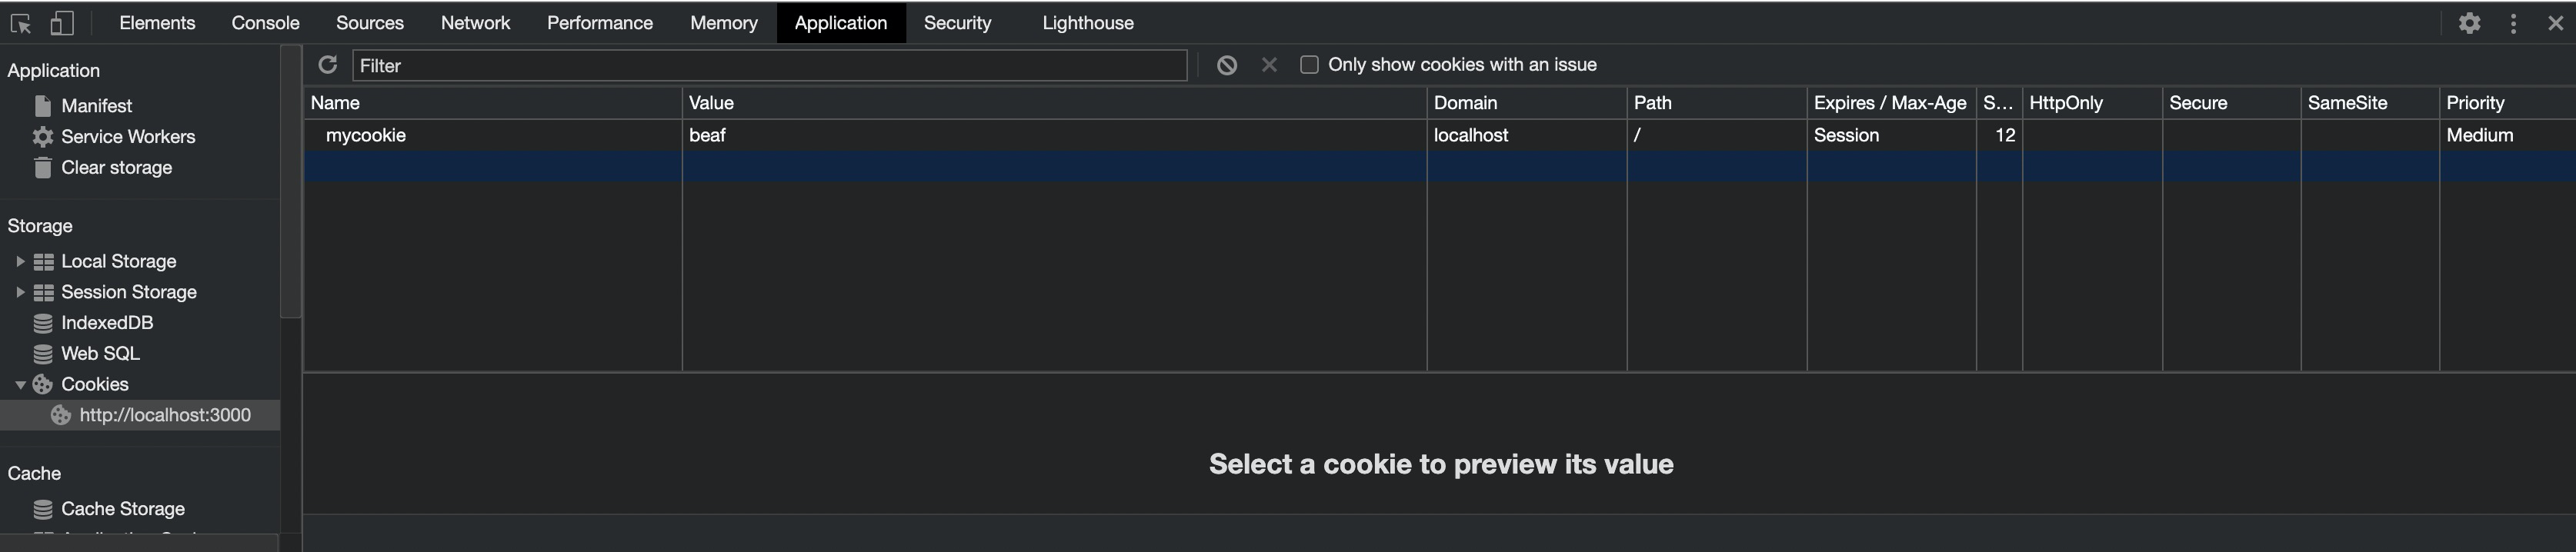 Elements Console Sources Network Performance Memory Application Security Lighthouse
Application
Manifest
Service Workers
Clear storage
Storage
Local Storage
Session Storage
IndexedDB
Web SQL
Cookies
http://localhost:3000
Cache
Cache Storage
Filter
Only show cookies with an issue
Name Value Domain Path Expires / Max-Age S... HttpOnly Secure SameSite Priority
mycookie beaf localhost / Session 12 Medium
Select a cookie to preview its value